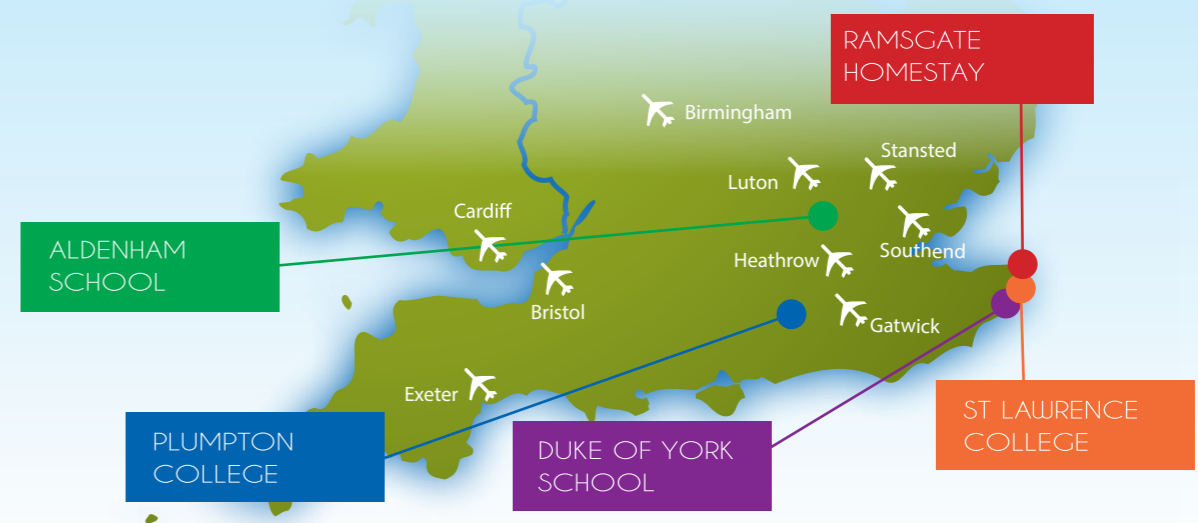 RAMSGATE
HOMESTAY
Birmingham
Stansted
Luton
Cardiff
ALDENHAM
SCHOOL
Southend
Heathrow
Bristol
Gatwick
Exeter
ST LAWRENCE
COLLEGE
PLUMPTON
COLLEGE
DUKE OF YORK
SCHOOL